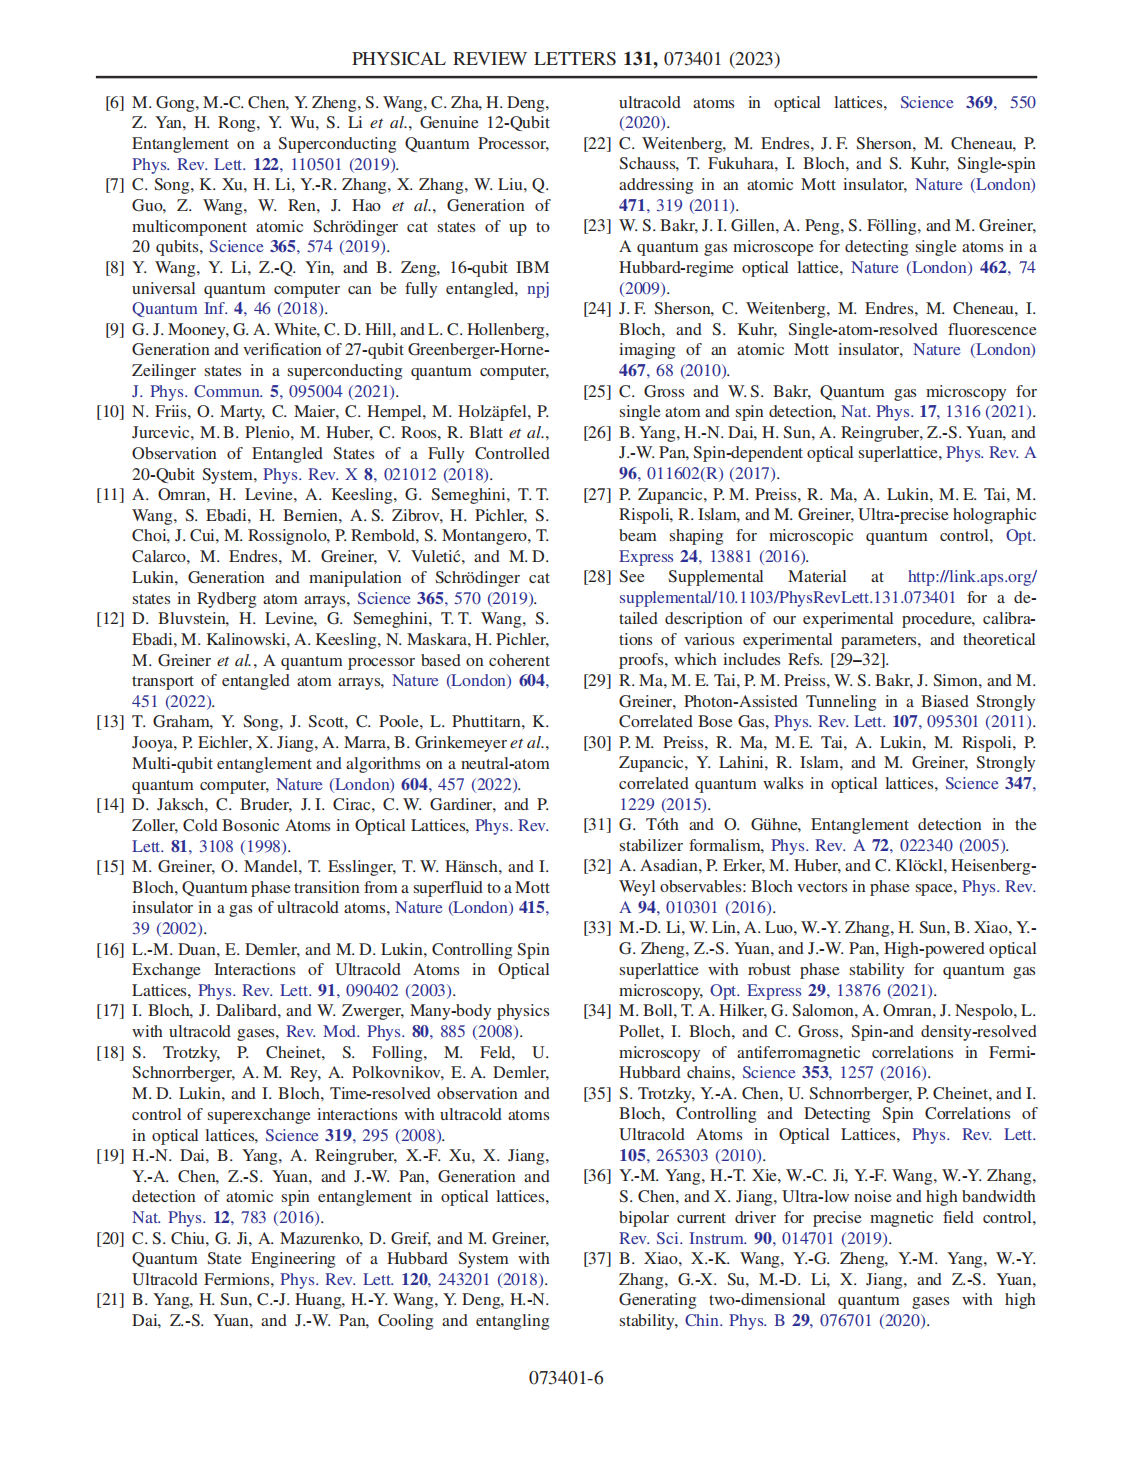 PHYSICAL REVIEW LETTERS 131, 073401 (2023)
[6] M. Gong, M.-C. Chen, Y. Zheng, S. Wang, C. Zha, H. Deng,
Z. Yan, H. Rong, Y. Wu, S. Li et al., Genuine 12-Qubit
Entanglement on a Superconducting Quantum Processor,
Phys. Rev. Lett. 122, 110501 (2019).
[7] C. Song, K. Xu, H. Li, Y.-R. Zhang, X. Zhang, W. Liu, Q.
Guo, Z. Wang, W. Ren, J. Hao et al., Generation of
multicomponent atomic Schrödinger cat states of up to
20 qubits, Science 365, 574 (2019).
[8] Y. Wang, Y. Li, Z.-Q. Yin, and B. Zeng, 16-qubit IBM
universal quantum computer can be fully entangled, npj
Quantum Inf. 4, 46 (2018).
[9] G. J. Mooney, G. A. White, C. D. Hill, and L. C. Hollenberg,
Generation and verification of 27-qubit Greenberger-Horne-
Zeilinger states in a superconducting quantum computer,
J. Phys. Commun. 5, 095004 (2021).
[10] N. Friis, O. Marty, C. Maier, C. Hempel, M. Holzäpfel, P.
Jurcevic, M. B. Plenio, M. Huber, C. Roos, R. Blatt et al.,
Observation of Entangled States of a Fully Controlled
20-Qubit System, Phys. Rev. X 8, 021012 (2018).
[11] A. Omran, H. Levine, A. Keesling, G. Semeghini, T. T.
Wang, S. Ebadi, H. Bernien, A. S. Zibrov, H. Pichler, S.
Choi, J. Cui, M. Rossignolo, P. Rembold, S. Montangero, T.
Calarco, M. Endres, M. Greiner, V. Vuletić, and M. D.
Lukin, Generation and manipulation of Schrödinger cat
states in Rydberg atom arrays, Science 365, 570 (2019).
[12] D. Bluvstein, H. Levine, G. Semeghini, T. T. Wang, S.
Ebadi, M. Kalinowski, A. Keesling, N. Maskara, H. Pichler,
M. Greiner et al., A quantum processor based on coherent
transport of entangled atom arrays, Nature (London) 604,
451 (2022).
[13] T. Graham, Y. Song, J. Scott, C. Poole, L. Phuttitarn, K.
Jooya, P. Eichler, X. Jiang, A. Marra, B. Grinkemeyer et al.,
Multi-qubit entanglement and algorithms on a neutral-atom
quantum computer, Nature (London) 604, 457 (2022).
[14] D. Jaksch, C. Bruder, J. I. Cirac, C. W. Gardiner, and P.
Zoller, Cold Bosonic Atoms in Optical Lattices, Phys. Rev.
Lett. 81, 3108 (1998).
[15] M. Greiner, O. Mandel, T. Esslinger, T. W. Hänsch, and I.
Bloch, Quantum phase transition from a superfluid to a Mott
insulator in a gas of ultracold atoms, Nature (London) 415,
39 (2002).
[16] L.-M. Duan, E. Demler, and M. D. Lukin, Controlling Spin
Exchange Interactions of Ultracold Atoms in Optical
Lattices, Phys. Rev. Lett. 91, 090402 (2003).
[17] I. Bloch, J. Dalibard, and W. Zwerger, Many-body physics
with ultracold gases, Rev. Mod. Phys. 80, 885 (2008).
[18] S. Trotzky, P. Cheinet, S. Folling, M. Feld, U.
Schnorrberger, A. M. Rey, A. Polkovnikov, E. A. Demler,
M. D. Lukin, and I. Bloch, Time-resolved observation and
control of superexchange interactions with ultracold atoms
in optical lattices, Science 319, 295 (2008).
[19] H.-N. Dai, B. Yang, A. Reingruber, X.-F. Xu, X. Jiang,
Y.-A. Chen, Z.-S. Yuan, and J.-W. Pan, Generation and
detection of atomic spin entanglement in optical lattices,
Nat. Phys. 12, 783 (2016).
[20] C. S. Chiu, G. Ji, A. Mazurenko, D. Greif, and M. Greiner,
Quantum State Engineering of a Hubbard System with
Ultracold Fermions, Phys. Rev. Lett. 120, 243201 (2018).
[21] B. Yang, H. Sun, C.-J. Huang, H.-Y. Wang, Y. Deng, H.-N.
Dai, Z.-S. Yuan, and J.-W. Pan, Cooling and entangling
ultracold atoms in optical lattices, Science 369, 550
(2020).
[22] C. Weitenberg, M. Endres, J. F. Sherson, M. Cheneau, P.
Schauss, T. Fukuhara, I. Bloch, and S. Kuhr, Single-spin
addressing in an atomic Mott insulator, Nature (London)
471, 319 (2011).
[23] W. S. Bakr, J. I. Gillen, A. Peng, S. Fölling, and M. Greiner,
A quantum gas microscope for detecting single atoms in a
Hubbard-regime optical lattice, Nature (London) 462, 74
(2009).
[24] J. F. Sherson, C. Weitenberg, M. Endres, M. Cheneau, I.
Bloch, and S. Kuhr, Single-atom-resolved fluorescence
imaging of an atomic Mott insulator, Nature (London)
467, 68 (2010).
[25] C. Gross and W. S. Bakr, Quantum gas microscopy for
single atom and spin detection, Nat. Phys. 17, 1316 (2021).
[26] B. Yang, H.-N. Dai, H. Sun, A. Reingruber, Z.-S. Yuan, and
J.-W. Pan, Spin-dependent optical superlattice, Phys. Rev. A
96, 011602(R) (2017).
[27] P. Zupancic, P. M. Preiss, R. Ma, A. Lukin, M. E. Tai, M.
Rispoli, R. Islam, and M. Greiner, Ultra-precise holographic
beam shaping for microscopic quantum control, Opt.
Express 24, 13881 (2016).
[28] See Supplemental Material at http://link.aps.org/
supplemental/10.1103/PhysRevLett.131.073401 for a de-
tailed description of our experimental procedure, calibra-
tions of various experimental parameters, and theoretical
proofs, which includes Refs. [29–32].
[29] R. Ma, M. E. Tai, P. M. Preiss, W. S. Bakr, J. Simon, and M.
Greiner, Photon-Assisted Tunneling in a Biased Strongly
Correlated Bose Gas, Phys. Rev. Lett. 107, 095301 (2011).
[30] P. M. Preiss, R. Ma, M. E. Tai, A. Lukin, M. Rispoli, P.
Zupancic, Y. Lahini, R. Islam, and M. Greiner, Strongly
correlated quantum walks in optical lattices, Science 347,
1229 (2015).
[31] G. Tóth and O. Gühne, Entanglement detection in the
stabilizer formalism, Phys. Rev. A 72, 022340 (2005).
[32] A. Asadian, P. Erker, M. Huber, and C. Klöckl, Heisenberg-
Weyl observables: Bloch vectors in phase space, Phys. Rev.
A 94, 010301 (2016).
[33] M.-D. Li, W. Lin, A. Luo, W.-Y. Zhang, H. Sun, B. Xiao, Y.-
G. Zheng, Z.-S. Yuan, and J.-W. Pan, High-powered optical
superlattice with robust phase stability for quantum gas
microscopy, Opt. Express 29, 13876 (2021).
[34] M. Boll, T. A. Hilker, G. Salomon, A. Omran, J. Nespolo, L.
Pollet, I. Bloch, and C. Gross, Spin-and density-resolved
microscopy of antiferromagnetic correlations in Fermi-
Hubbard chains, Science 353, 1257 (2016).
[35] S. Trotzky, Y.-A. Chen, U. Schnorrberger, P. Cheinet, and I.
Bloch, Controlling and Detecting Spin Correlations of
Ultracold Atoms in Optical Lattices, Phys. Rev. Lett.
105, 265303 (2010).
[36] Y.-M. Yang, H.-T. Xie, W.-C. Ji, Y.-F. Wang, W.-Y. Zhang,
S. Chen, and X. Jiang, Ultra-low noise and high bandwidth
bipolar current driver for precise magnetic field control,
Rev. Sci. Instrum. 90, 014701 (2019).
[37] B. Xiao, X.-K. Wang, Y.-G. Zheng, Y.-M. Yang, W.-Y.
Zhang, G.-X. Su, M.-D. Li, X. Jiang, and Z.-S. Yuan,
Generating two-dimensional quantum gases with high
stability, Chin. Phys. B 29, 076701 (2020).
073401-6